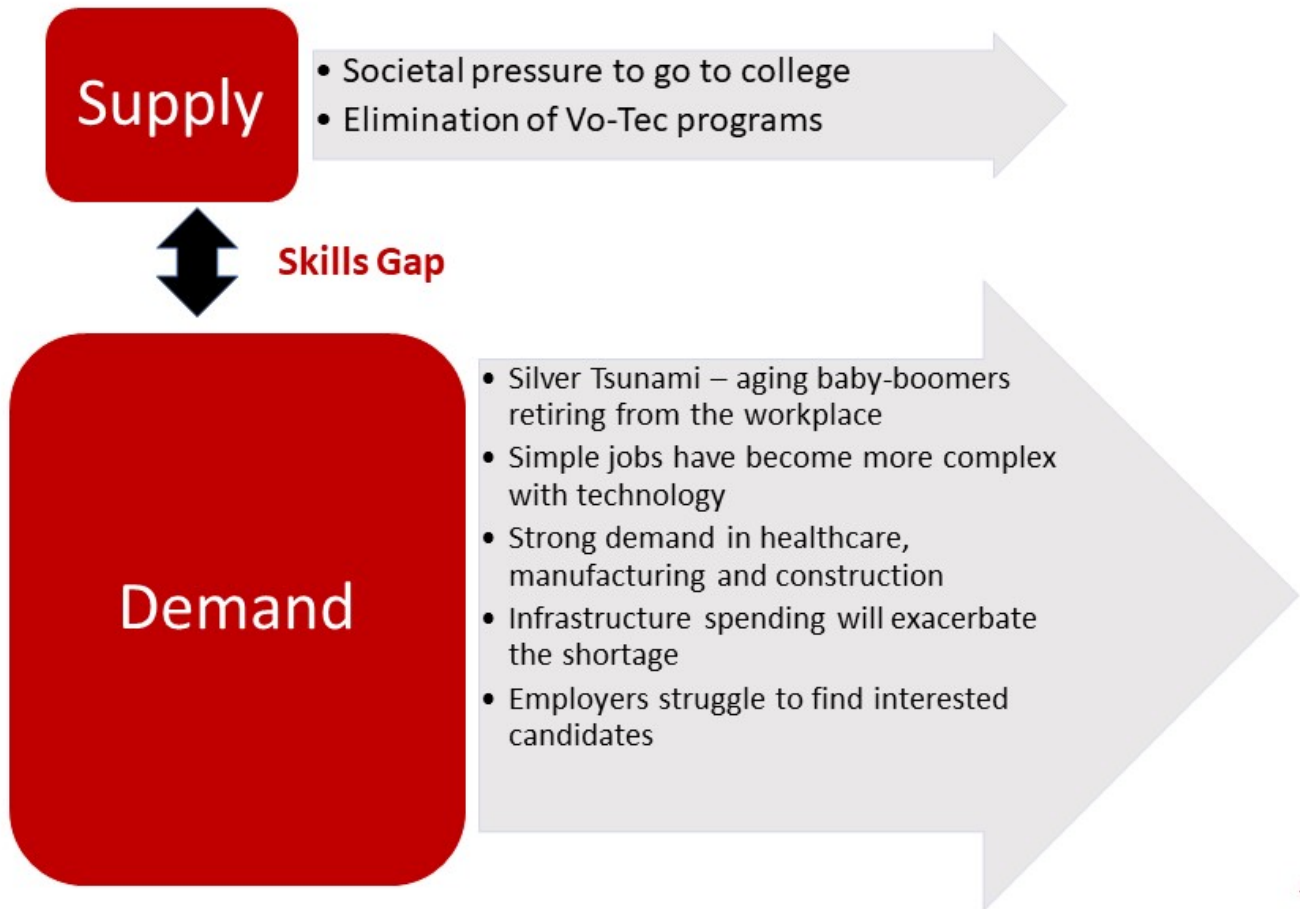 Supply
• Societal pressure to go to college
• Elimination of Vo-Tec programs
Skills Gap
Demand
• Silver Tsunami – aging baby-boomers
retiring from the workplace
• Simple jobs have become more complex
with technology
• Strong demand in healthcare,
manufacturing and construction
• Infrastructure spending will exacerbate
the shortage
• Employers struggle to find interested
candidates